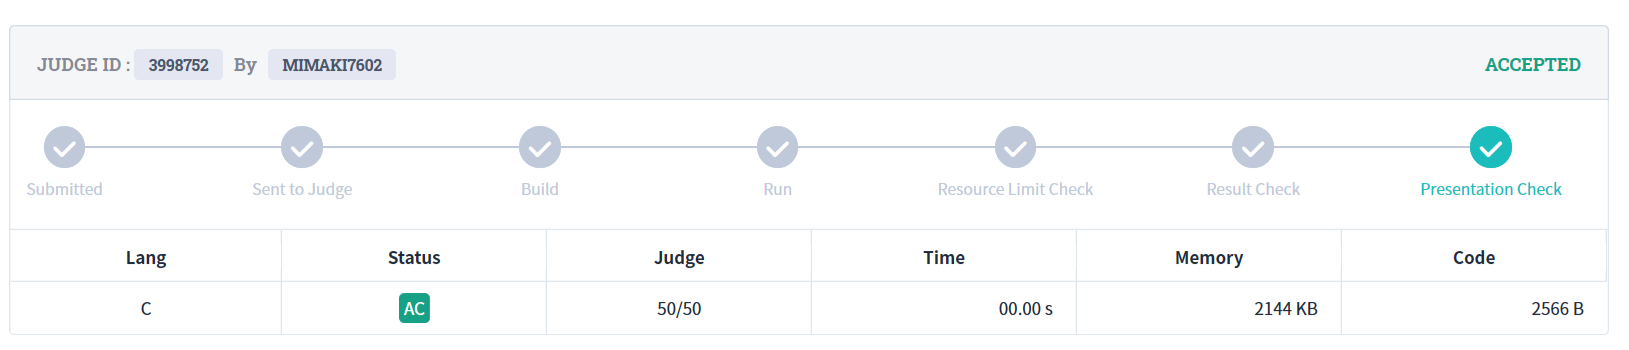 JUDGE ID : 3998752 By MIMAKI7602 ACCEPTED
Submitted Sent to Judge Build Run Resource Limit Check Result Check Presentation Check
Lang Status Judge Time Memory Code
C AC 50/50 00.00 s 2144 KB 2566 B